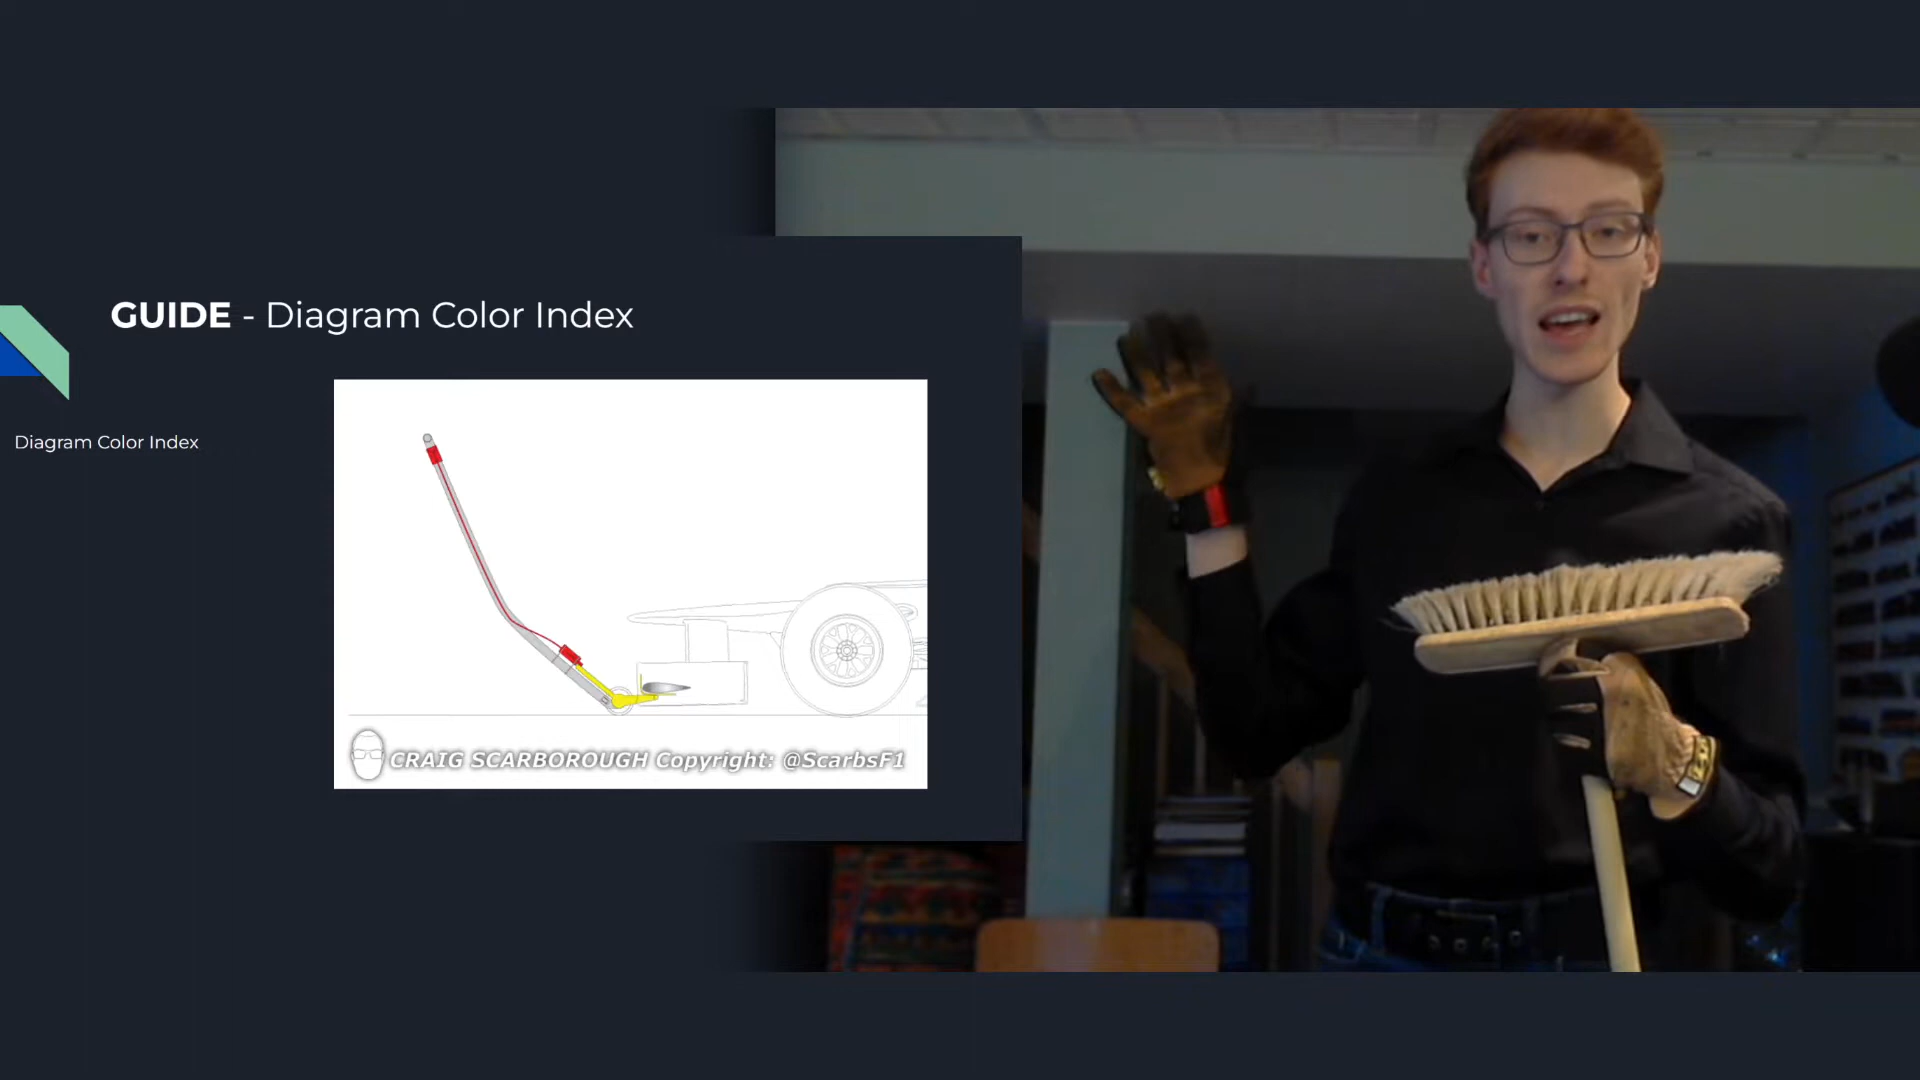 GUIDE - Diagram Color Index
Diagram Color Index
CRAIG SCARBOROUGH Copyright: @ScarbsF1